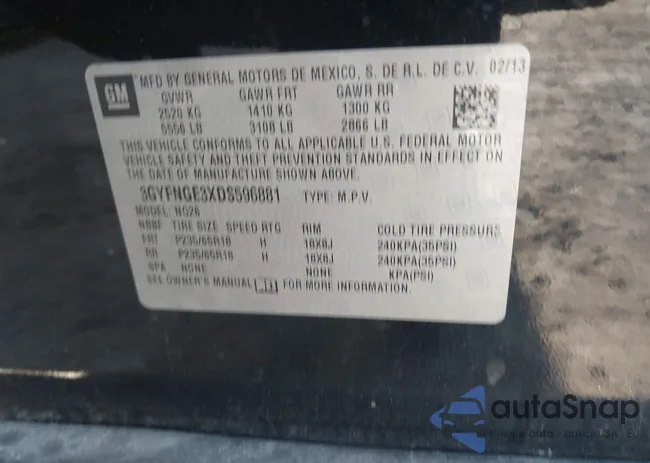 GM
MFD BY GENERAL MOTORS DE MEXICO, S. DE R.L. DE C.V. 02/13
GVWR GAWR FRT GAWR RR
2520 KG 1410 KG 1300 KG
5556 LB 3108 LB 2866 LB
THIS VEHICLE CONFORMS TO ALL APPLICABLE U.S. FEDERAL MOTOR
VEHICLE SAFETY AND THEFT PREVENTION STANDARDS IN EFFECT ON
THE DATE OF MANUFACTURE SHOWN ABOVE.
3GYFNGE3XDS596881 TYPE: M.P.V.
MODEL: NG26
NBBF TIRE SIZE SPEED RTG RIM COLD TIRE PRESSURE
FRT P235/65R18 H 18X8J 240KPA(35PSI)
RR P235/65R18 H 18X8J 240KPA(35PSI)
SPA NONE NONE KPA(PSI)
SEE OWNER'S MANUAL FOR MORE INFORMATION.
autaSnap